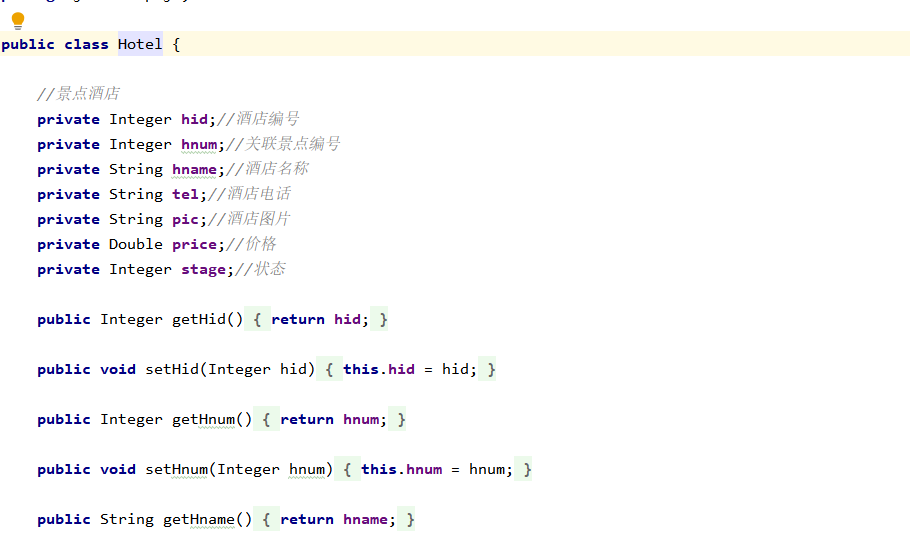 public class Hotel {
//景点酒店
private Integer hid;//酒店编号
private Integer hnum;//关联景点编号
private String hname;//酒店名称
private String tel;//酒店电话
private String pic;//酒店图片
private Double price;//价格
private Integer stage;//状态
public Integer getHid() { return hid; }
public void setHid(Integer hid) { this.hid = hid; }
public Integer getHnum() { return hnum; }
public void setHnum(Integer hnum) { this.hnum = hnum; }
public String getHname() { return hname; }